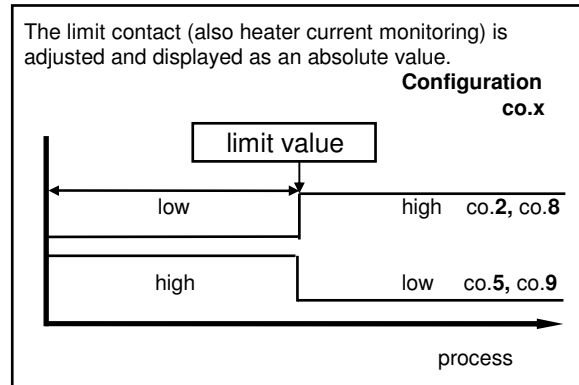 The limit contact (also heater current monitoring) is
adjusted and displayed as an absolute value.
Configuration
co.x
limit value
low high co.2, co.8
high low co.5, co.9
process